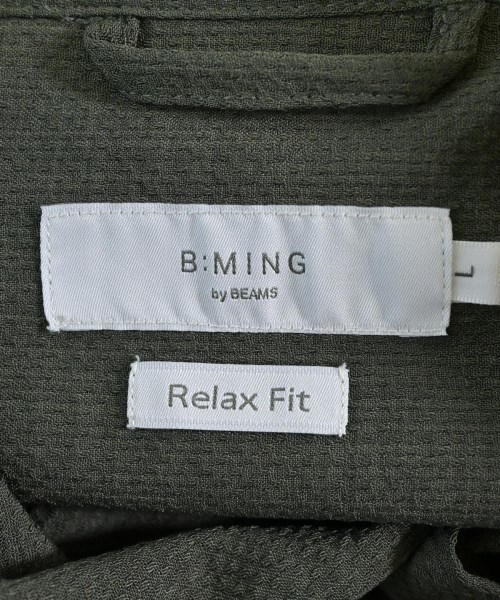 B:MING
by BEAMS
L
Relax Fit